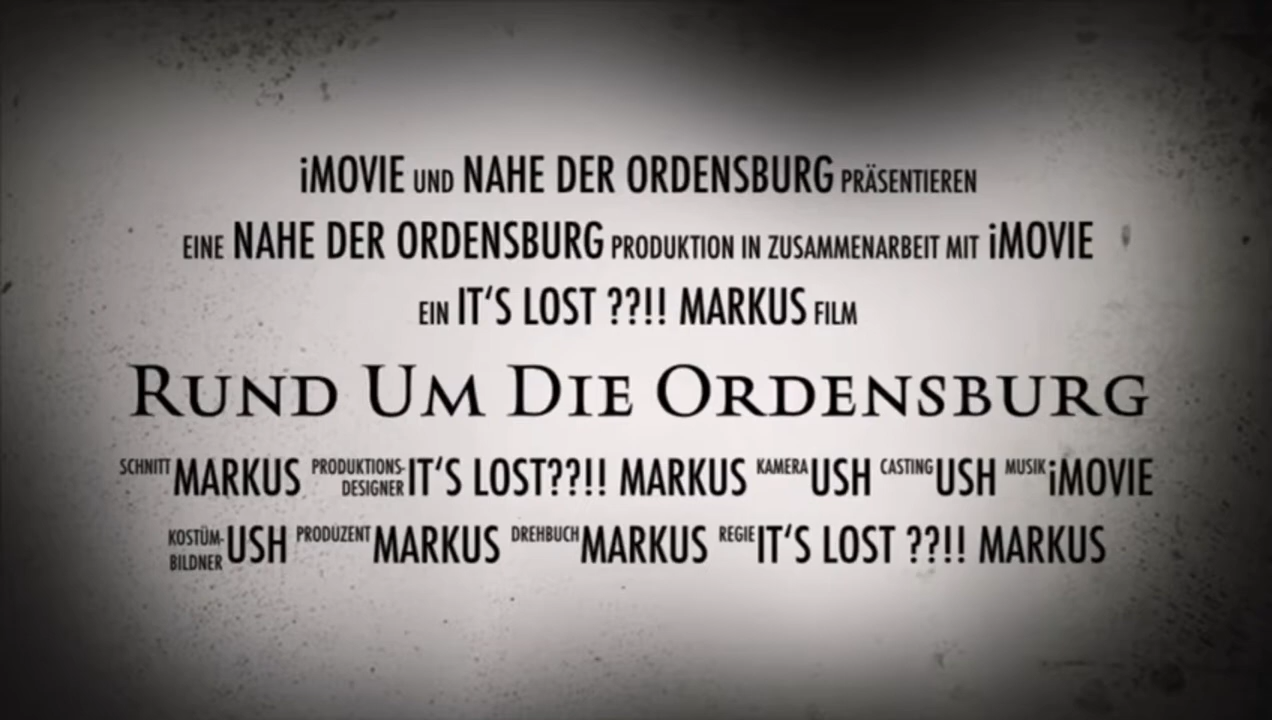 iMOVIE UND NAHE DER ORDENSBURG PRÄSENTIEREN
EINE NAHE DER ORDENSBURG PRODUKTION IN ZUSAMMENARBEIT MIT iMOVIE
EIN IT‘S LOST ??!! MARKUS FILM
RUND UM DIE ORDENSBURG
SCHNITT MARKUS PRODUKTIONS-DESIGNER IT‘S LOST??!! MARKUS KAMERA USH CASTING USH MUSIK iMOVIE
KOSTÜM-BILDNER USH PRODUZENT MARKUS DREHBUCH MARKUS REGIE IT‘S LOST ??!! MARKUS